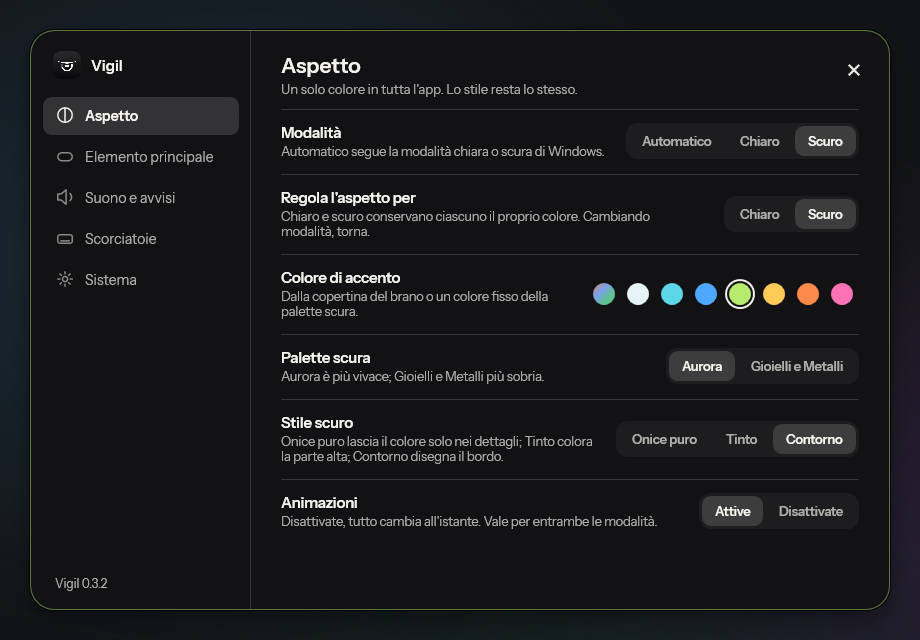 Vigil
Aspetto
Elemento principale
Suono e avvisi
Scorciatoie
Sistema
Vigil 0.3.2
Aspetto
Un solo colore in tutta l'app. Lo stile resta lo stesso.
Modalità
Automatico segue la modalità chiara o scura di Windows.
Automatico Chiaro Scuro
Regola l'aspetto per
Chiaro e scuro conservano ciascuno il proprio colore. Cambiando
modalità, torna.
Chiaro Scuro
Colore di accento
Dalla copertina del brano o un colore fisso della
palette scura.
Palette scura
Aurora è più vivace; Gioielli e Metalli più sobria.
Aurora Gioielli e Metalli
Stile scuro
Onice puro lascia il colore solo nei dettagli; Tinto colora
la parte alta; Contorno disegna il bordo.
Onice puro Tinto Contorno
Animazioni
Disattivate, tutto cambia all'istante. Vale per entrambe le modalità.
Attive Disattivate